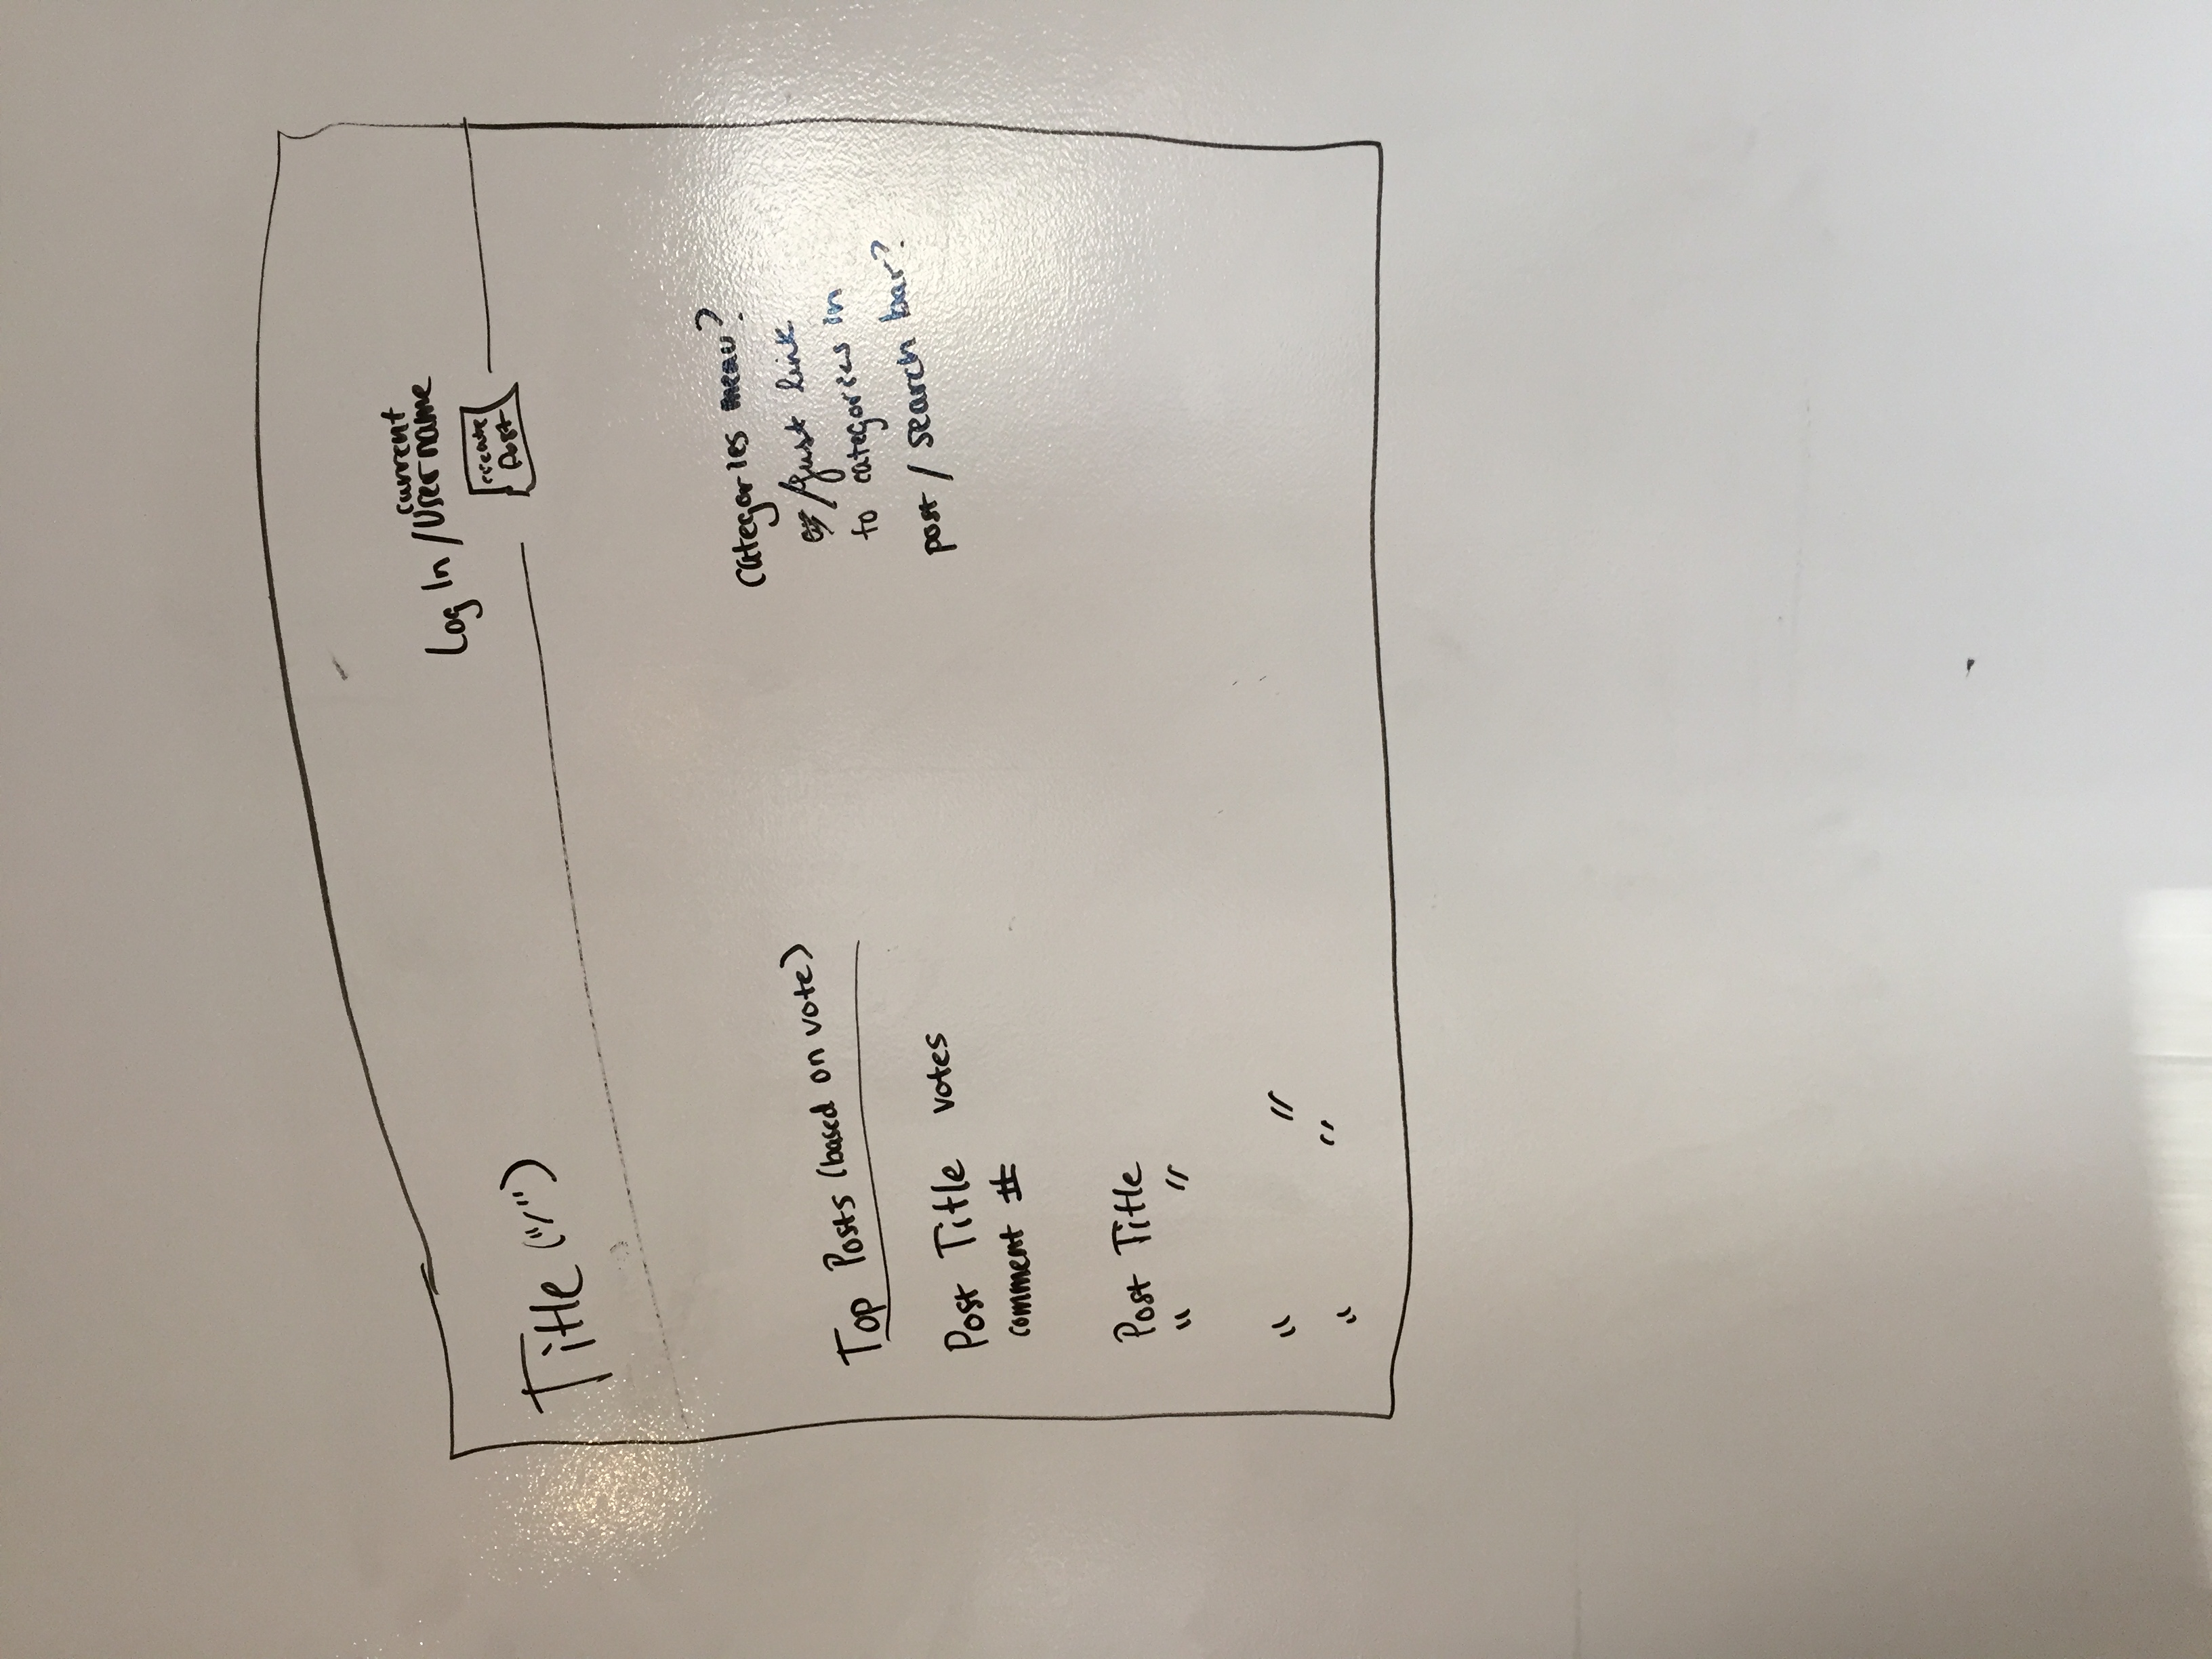 Log In / current Username
create
Post
Title ("/")
Categories menu?
/just link
to categories in
post / search bar?
Top Posts (based on vote)
Post Title votes
comment #
Post Title
" "
" "
" "